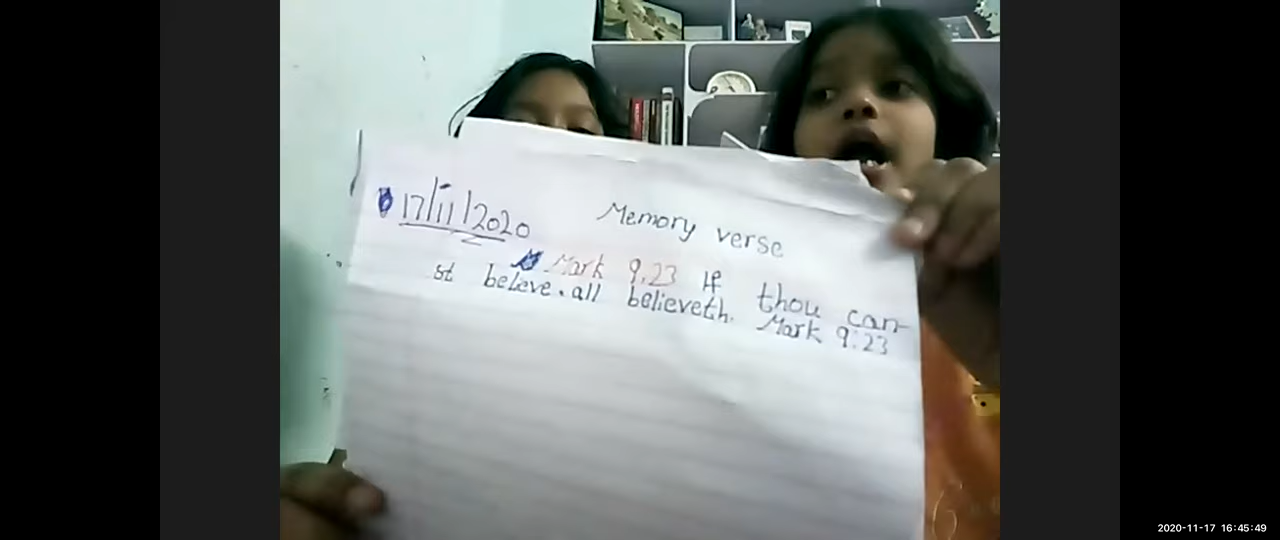 17/11/2020
Memory verse
Mark 9,23 If thou can-
st beleve. all believeth. Mark 9:23
2020-11-17 16:45:49